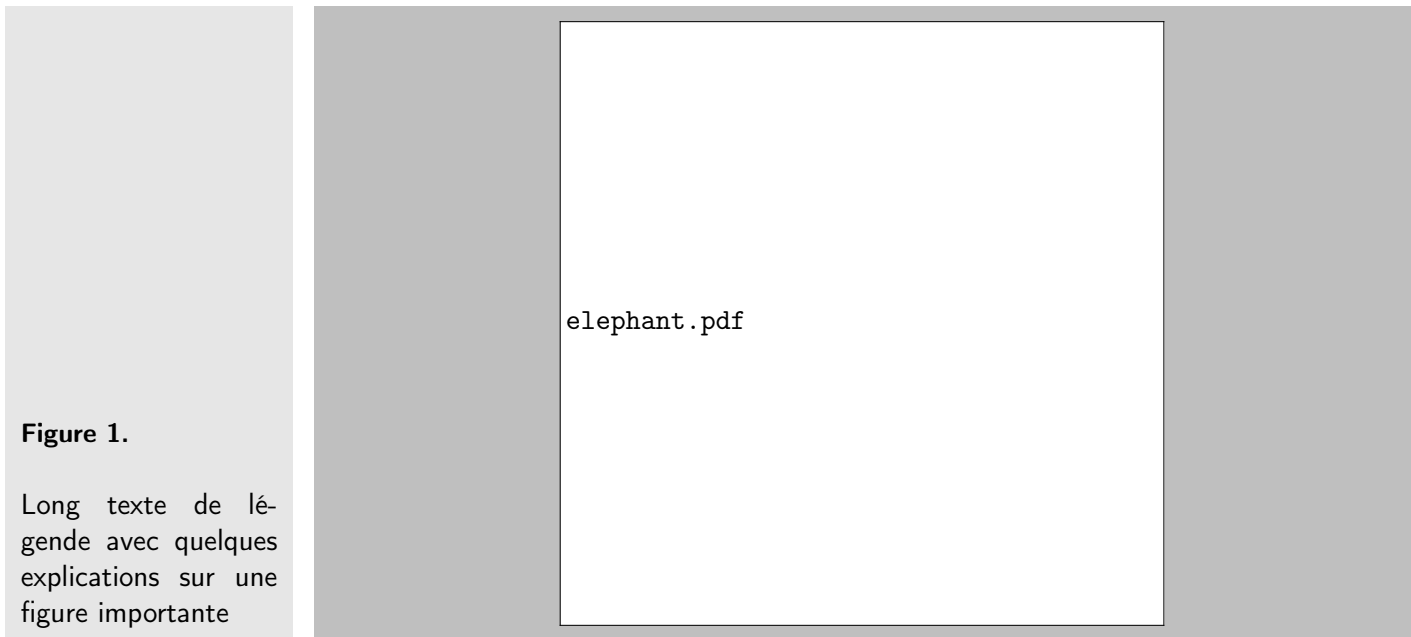 elephant.pdf
Figure 1.
Long texte de lé-
gende avec quelques
explications sur une
figure importante